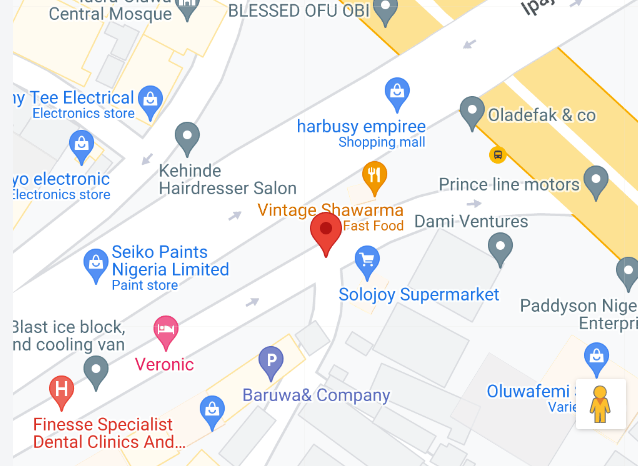 Central Mosque
BLESSED OFU OBI
Ipaj
ny Tee Electrical
Electronics store
harbusy empiree
Shopping mall
Oladefak & co
yo electronic
Electronics store
Kehinde
Hairdresser Salon
Prince line motors
Vintage Shawarma
Fast Food
Dami Ventures
Seiko Paints
Nigeria Limited
Paint store
Solojoy Supermarket
Paddyson Nige
Enterpri
Blast ice block,
nd cooling van
Veronic
P
Baruwa& Company
Oluwafemi S
Varie
H
Finesse Specialist
Dental Clinics And...